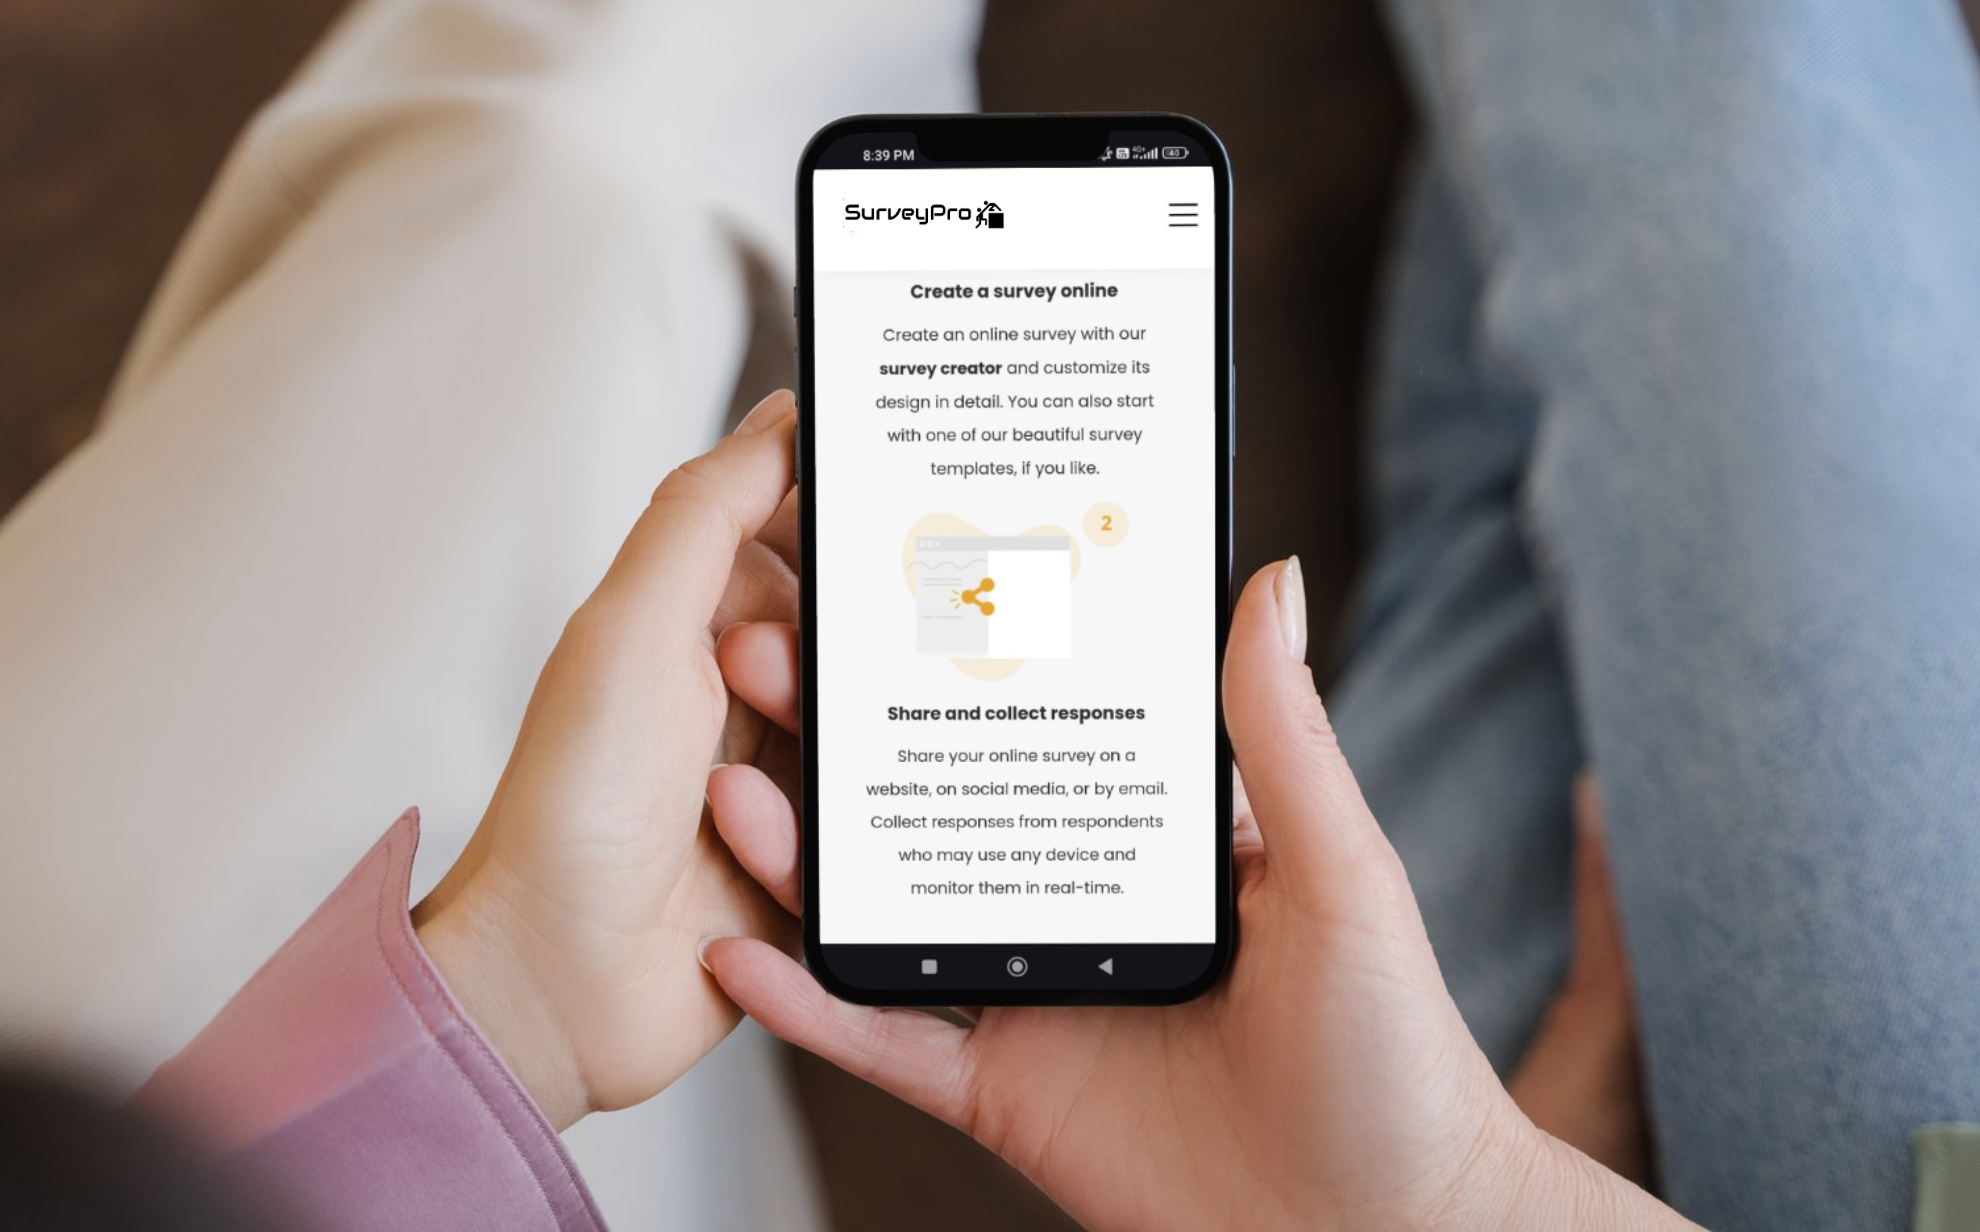 8:39 PM
4G+
40
SurveyPro
Create a survey online
Create an online survey with our
survey creator and customize its
design in detail. You can also start
with one of our beautiful survey
templates, if you like.
2
Share and collect responses
Share your online survey on a
website, on social media, or by email.
Collect responses from respondents
who may use any device and
monitor them in real-time.